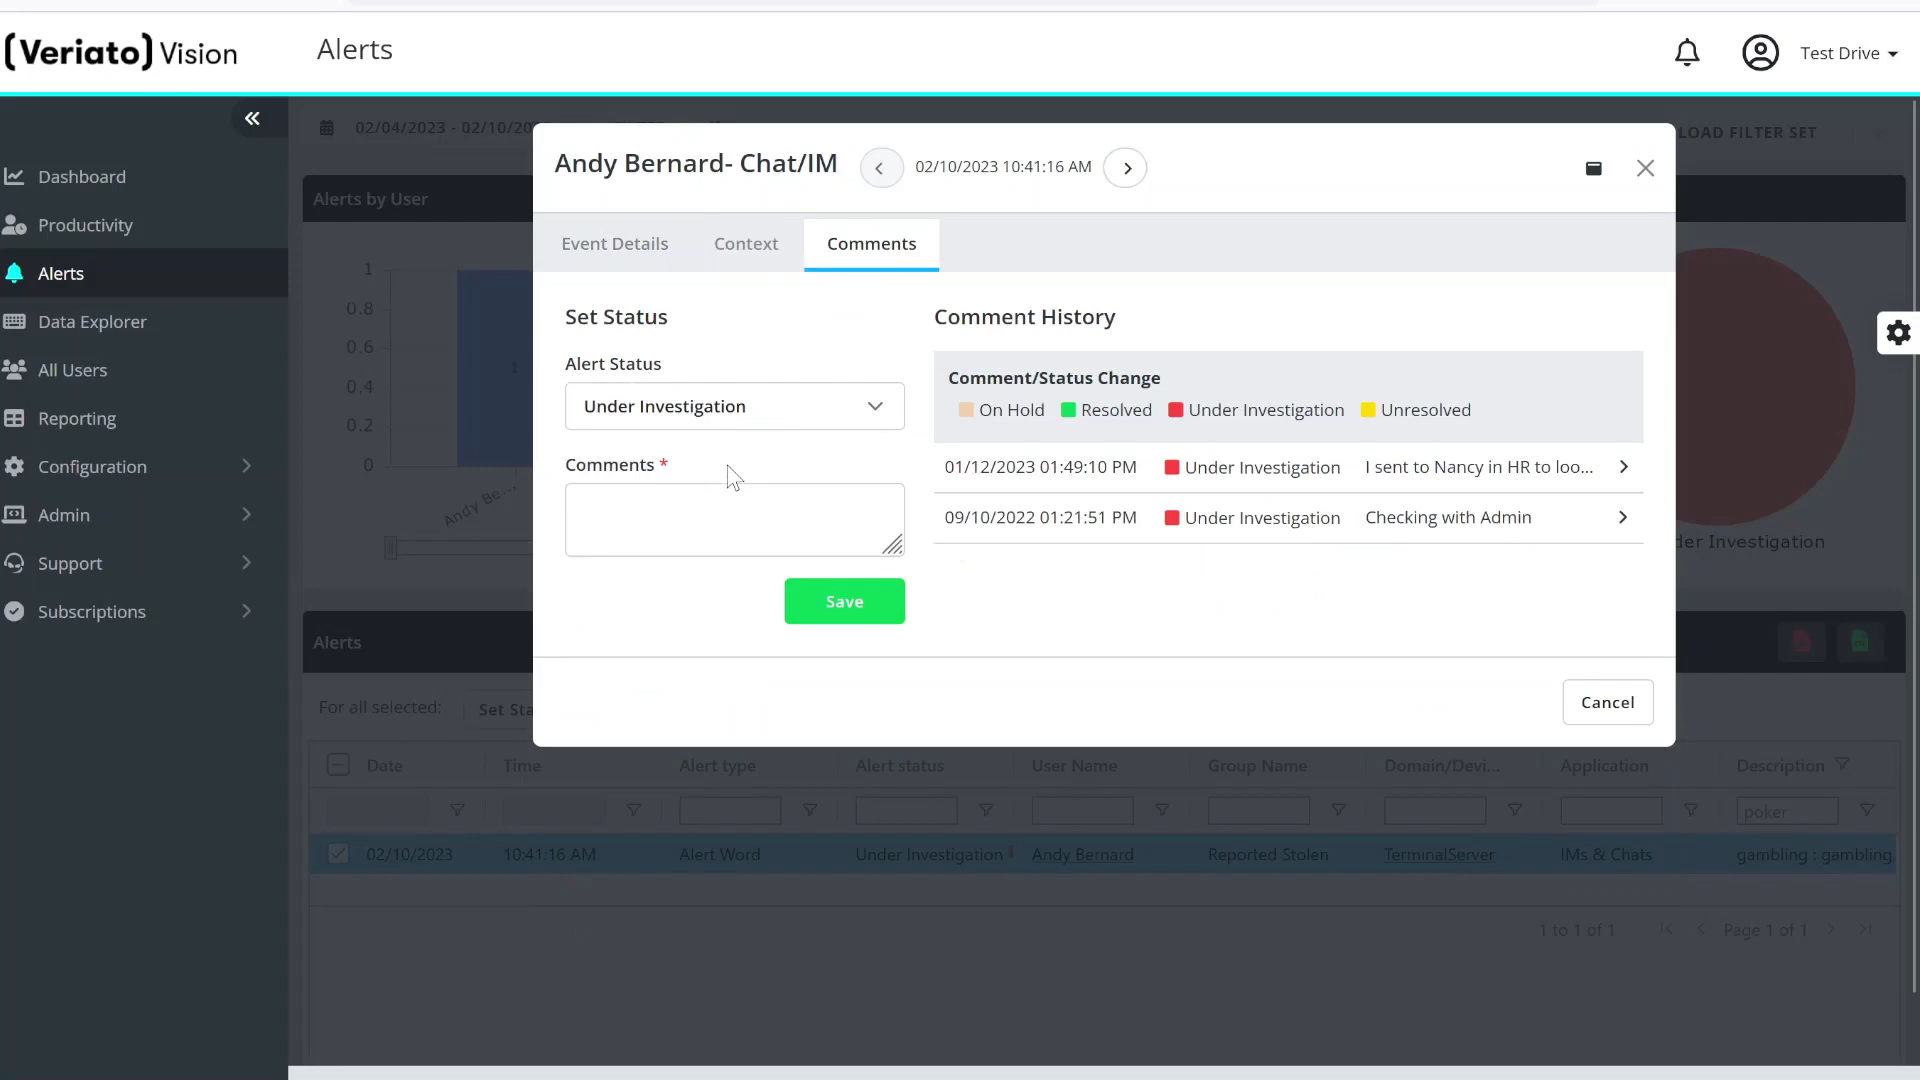 (Veriato) Vision
Alerts
Test Drive
02/04/2023 - 02/10/20
LOAD FILTER SET
Dashboard
Productivity
Alerts
Data Explorer
All Users
Reporting
Configuration
Admin
Support
Subscriptions
Alerts by User
1
0.8
0.6
0.4
0.2
0
1
Andy Be...
Andy Bernard- Chat/IM
02/10/2023 10:41:16 AM
Event Details
Context
Comments
Set Status
Alert Status
Under Investigation
Comments *
Save
Comment History
Comment/Status Change
On Hold Resolved Under Investigation Unresolved
01/12/2023 01:49:10 PM Under Investigation I sent to Nancy in HR to loo...
09/10/2022 01:21:51 PM Under Investigation Checking with Admin
Cancel
der Investigation
Alerts
For all selected: Set Sta
Date Time Alert type Alert status User Name Group Name Domain/Devi... Application Description
poker
02/10/2023 10:41:16 AM Alert Word Under Investigation Andy Bernard Reported Stolen TerminalServer IMs & Chats gambling : gambling,
1 to 1 of 1 Page 1 of 1